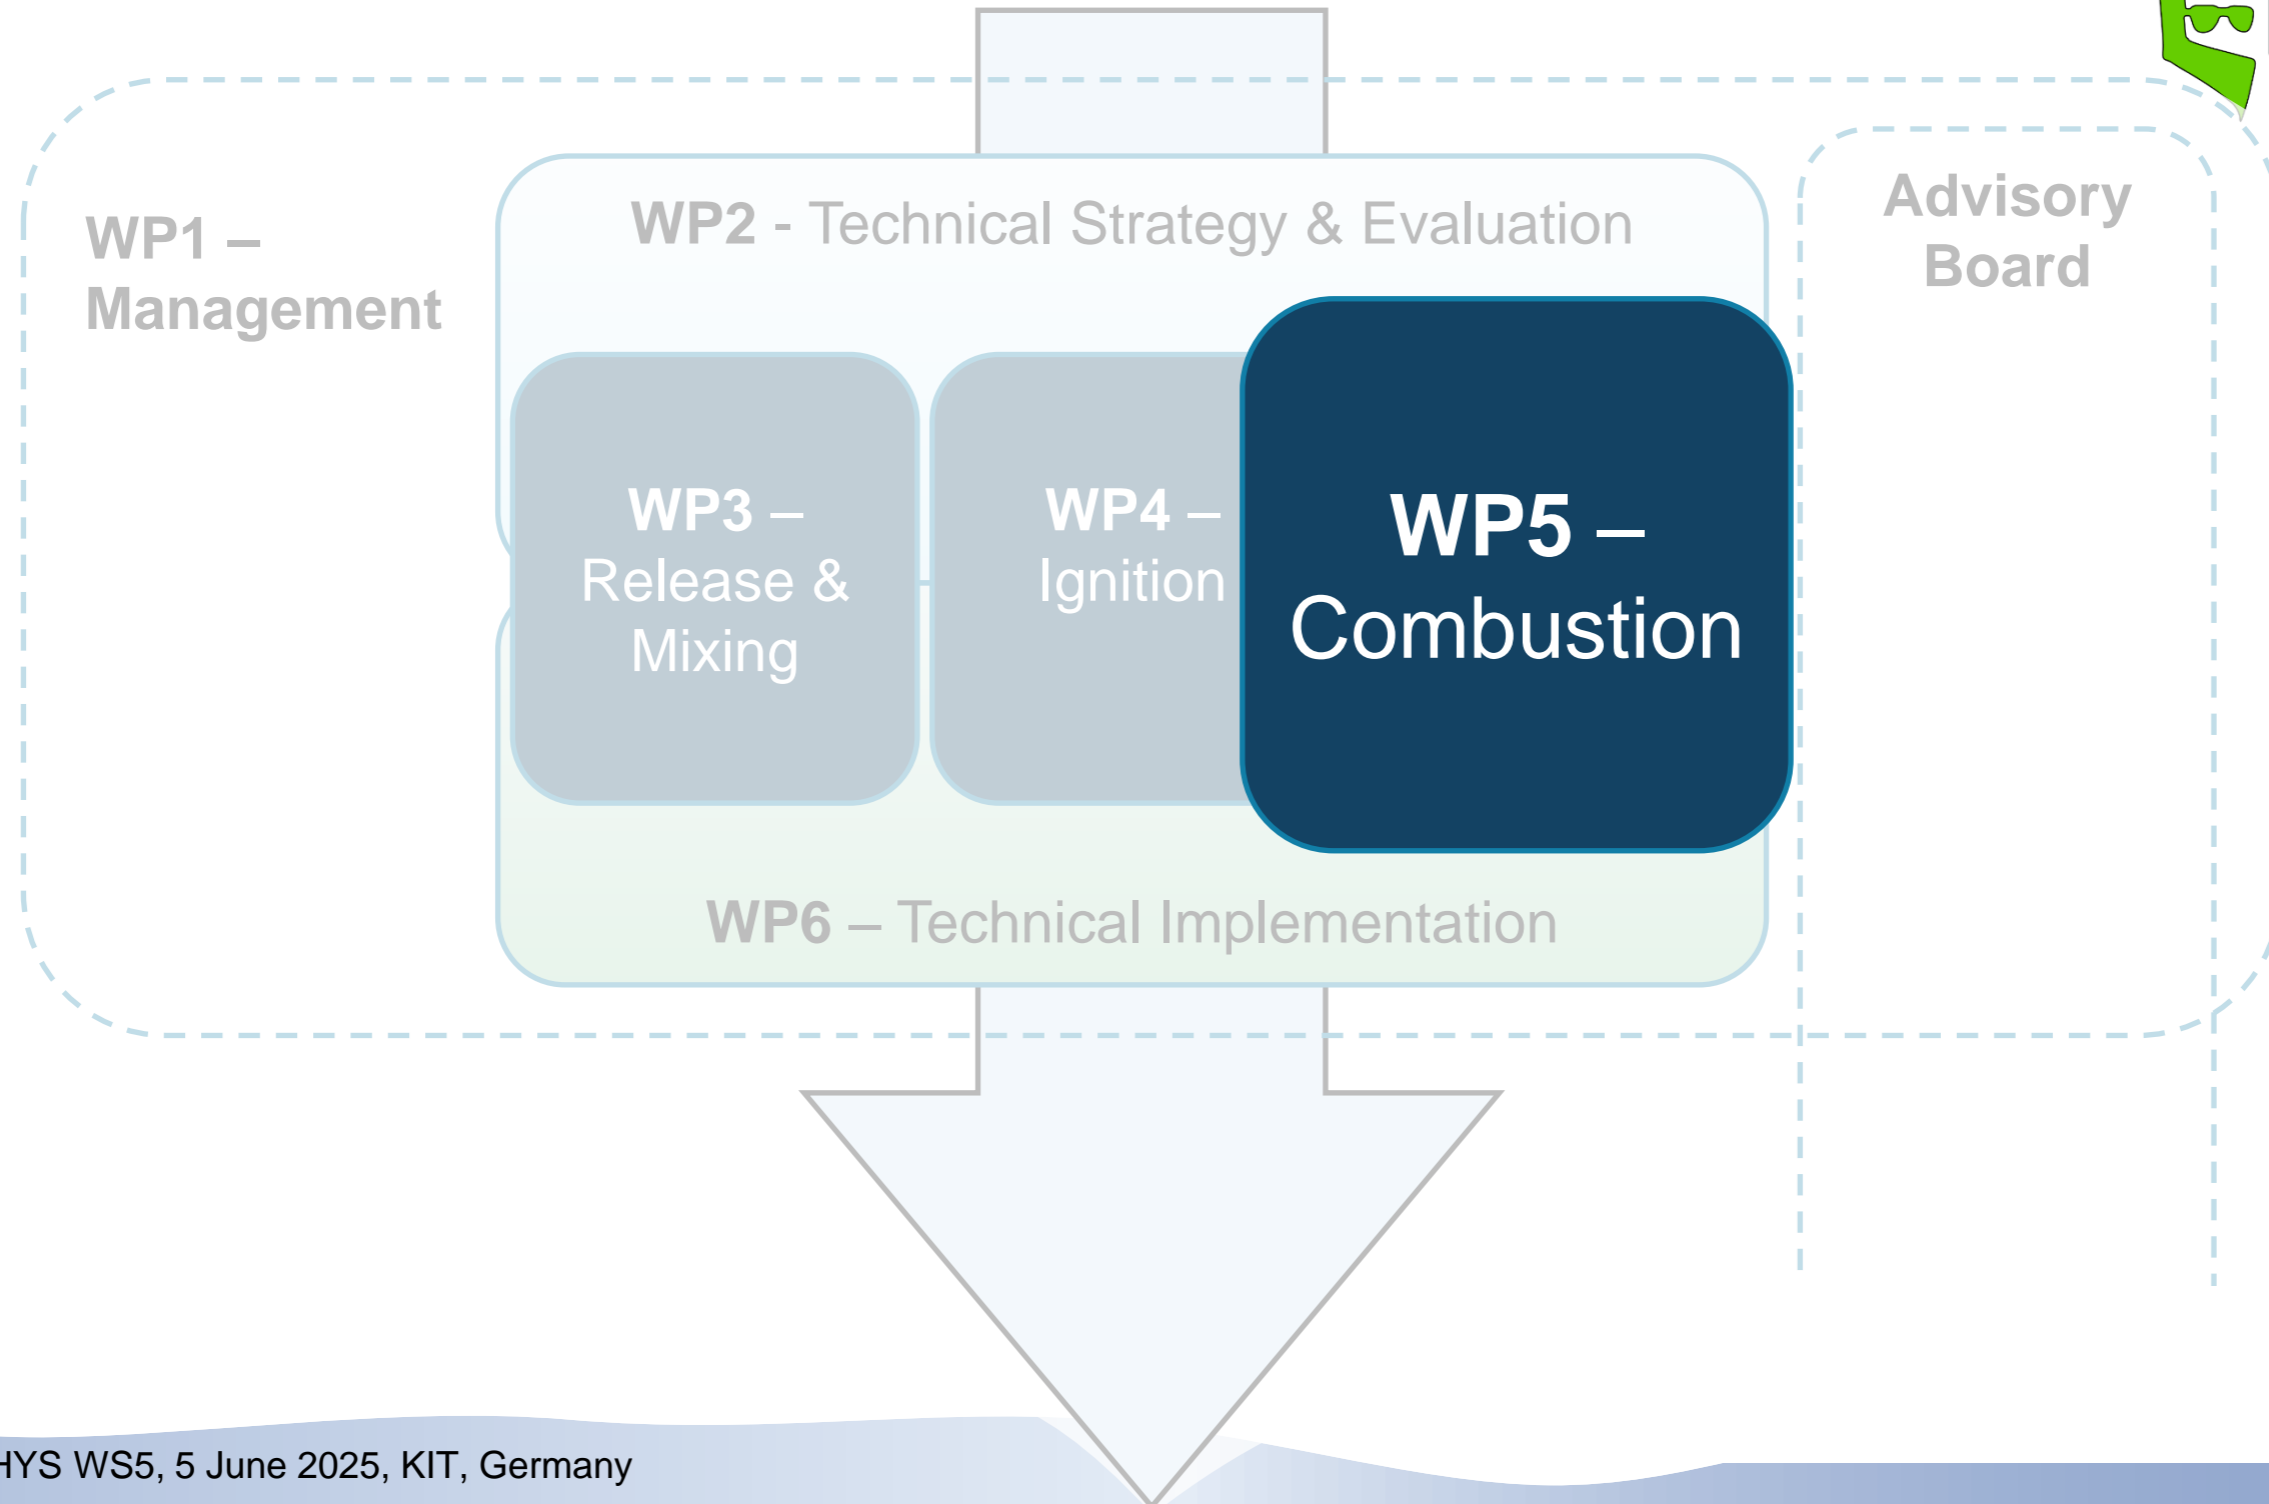 WP1 –
Management
WP2 - Technical Strategy & Evaluation
Advisory
Board
WP3 –
Release &
Mixing
WP4 –
Ignition
WP5 –
Combustion
WP6 – Technical Implementation
HYS WS5, 5 June 2025, KIT, Germany